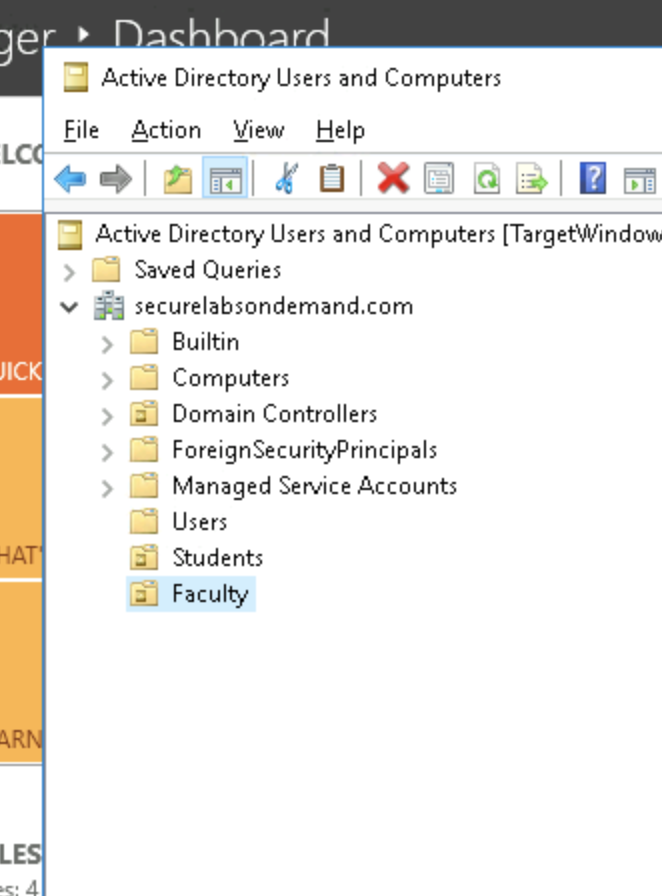 ger ▸ Dashboard
Active Directory Users and Computers
File Action View Help
ELCO
Active Directory Users and Computers [TargetWindow
Saved Queries
securelabsondemand.com
Builtin
UICK
Computers
Domain Controllers
ForeignSecurityPrincipals
Managed Service Accounts
Users
HAT'
Students
Faculty
ARN
LES
es: 4